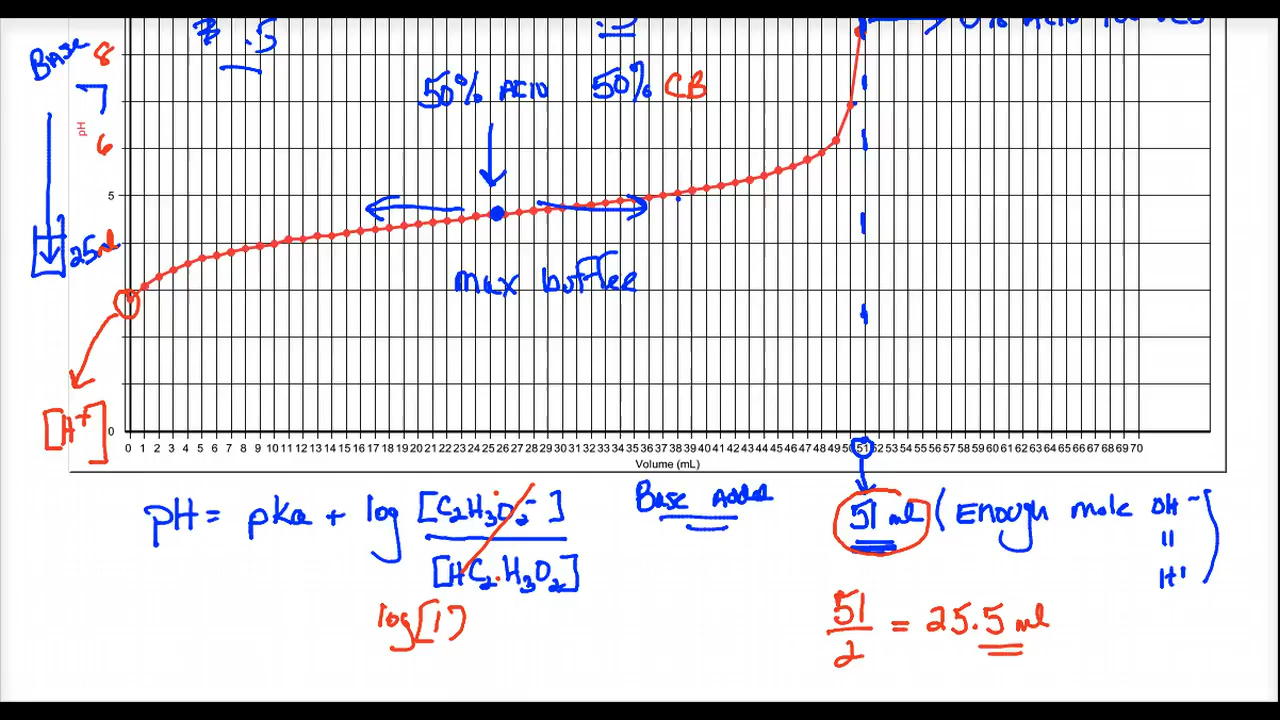 .5
.5
Base 8
7
pH
6
50% ACID 50% CB
5
25ml
max buffer
[H+]
0
0 1 2 3 4 5 6 7 8 9 10 11 12 13 14 15 16 17 18 19 20 21 22 23 24 25 26 27 28 29 30 31 32 33 34 35 36 37 38 39 40 41 42 43 44 45 46 47 48 49 50 51 52 53 54 55 56 57 58 59 60 61 62 63 64 65 66 67 68 69 70
Volume (mL)
pH = pKa + log [C2H3O2-]
[HC2H3O2]
Base Added
51 ml (Enough mole OH-
"
H+)
log[1]
51
2 = 25.5 ml